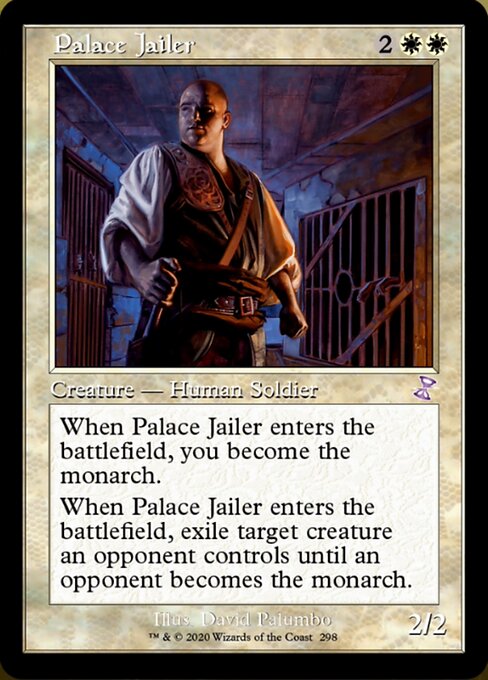 Palace Jailer 2
Creature — Human Soldier
When Palace Jailer enters the
battlefield, you become the
monarch.
When Palace Jailer enters the
battlefield, exile target creature
an opponent controls until an
opponent becomes the monarch.
Illus. David Palumbo
2/2
™ & © 2020 Wizards of the Coast 298